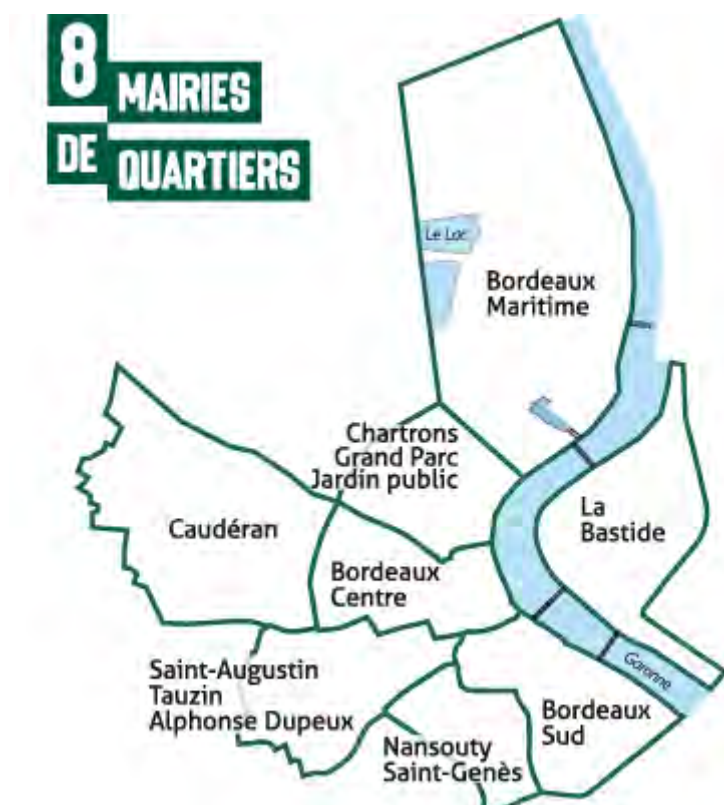 8 MAIRIES
DE QUARTIERS
Le Lac
Bordeaux
Maritime
Chartrons
Grand Parc
Jardin public
La
Bastide
Caudéran
Bordeaux
Centre
Saint-Augustin
Tauzin
Alphonse Dupeux
Garonne
Bordeaux
Sud
Nansouty
Saint-Genès